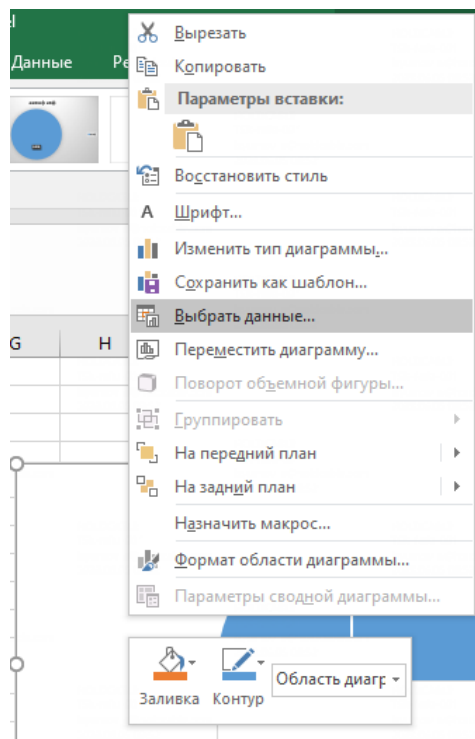 Данные
Вырезать
Копировать
Параметры вставки:
Восстановить стиль
A
Шрифт...
Изменить тип диаграммы...
Сохранить как шаблон...
Выбрать данные...
G
H
Переместить диаграмму...
Поворот объемной фигуры...
Группировать
На передний план
На задний план
Назначить макрос...
Формат области диаграммы...
Параметры сводной диаграммы...
Заливка
Контур
Область диагр